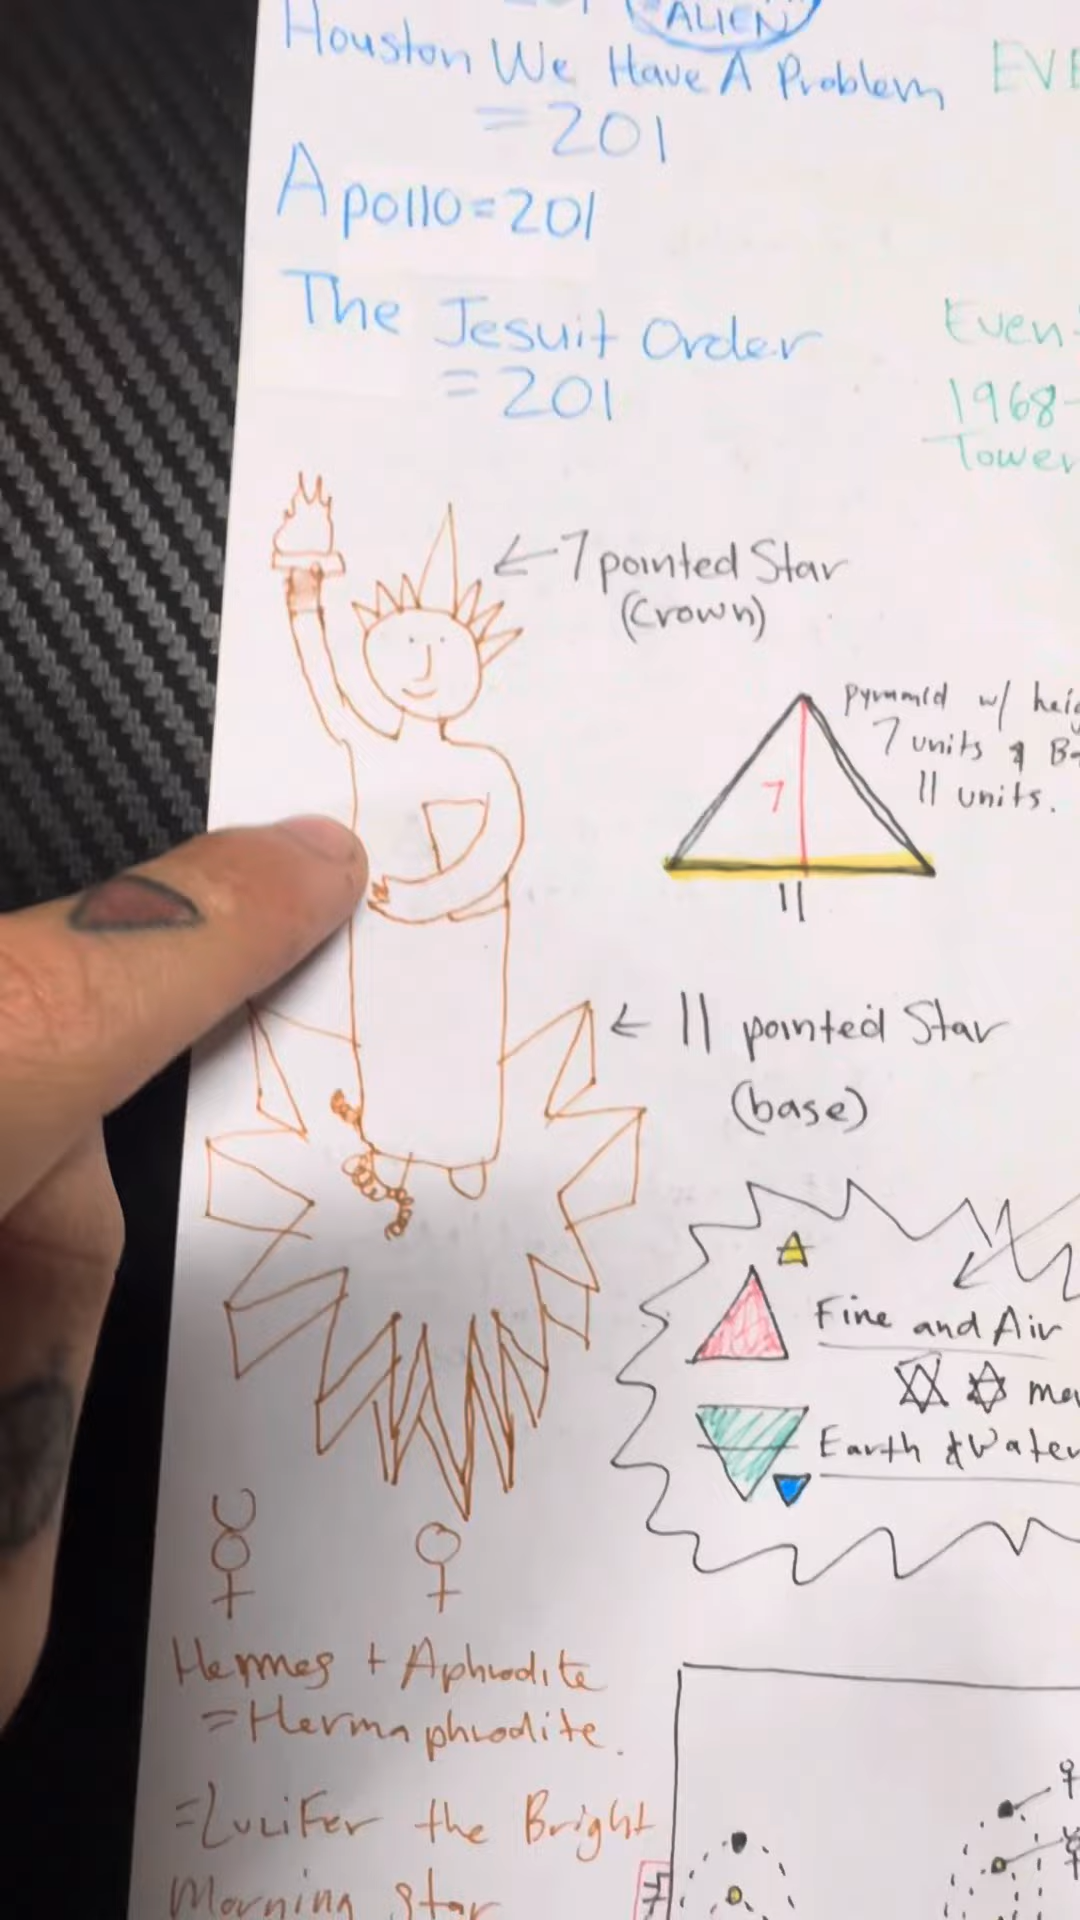 ALIEN
Houston We Have A Problem
= 201
EVE
Apollo = 201
The Jesuit Order
= 201
Even
1968-
Tower
← 7 pointed Star
(Crown)
pyramid w/ heig
7 units & B
11 units.
7
11
← 11 pointed Star
(base)
Fire and Air
Earth & Water
Hermes + Aphrodite
= Hermaphrodite.
= Lucifer the Bright
Morning Star